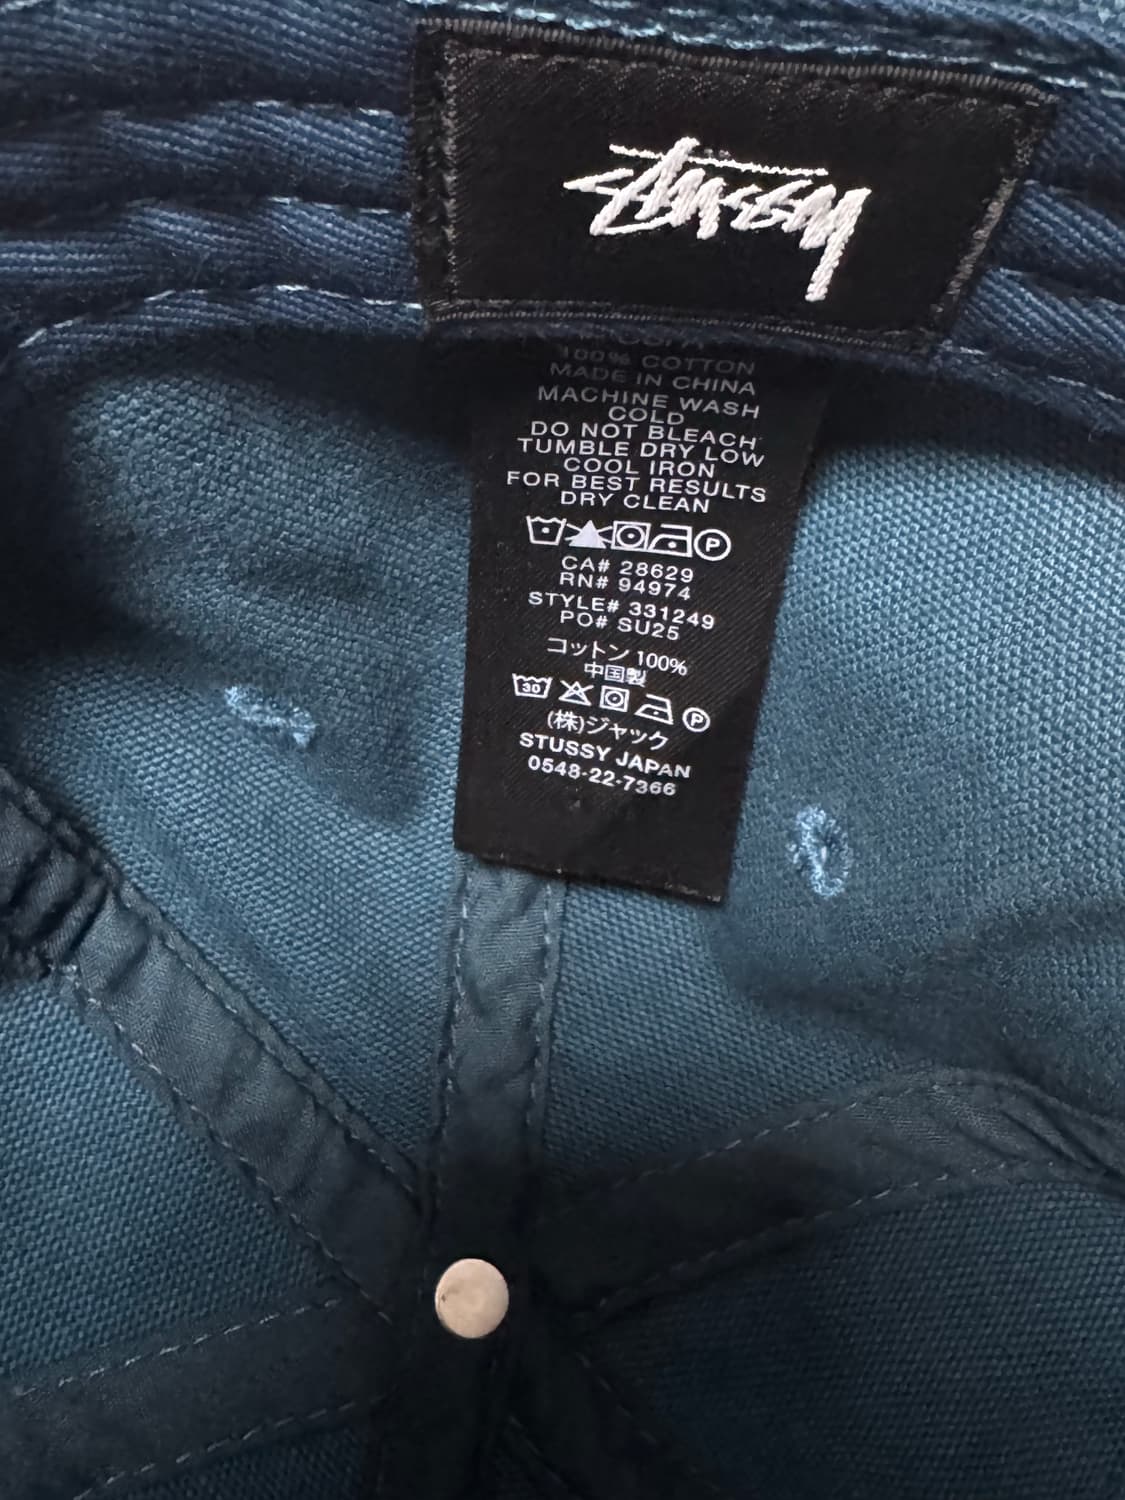 STUSSY
100% COTTON
MADE IN CHINA
MACHINE WASH
COLD
DO NOT BLEACH
TUMBLE DRY LOW
COOL IRON
FOR BEST RESULTS
DRY CLEAN
P
CA# 28629
RN# 94974
STYLE# 331249
PO# SU25
コットン 100%
中国製
30 P
(株)ジャック
STUSSY JAPAN
0548-22-7366